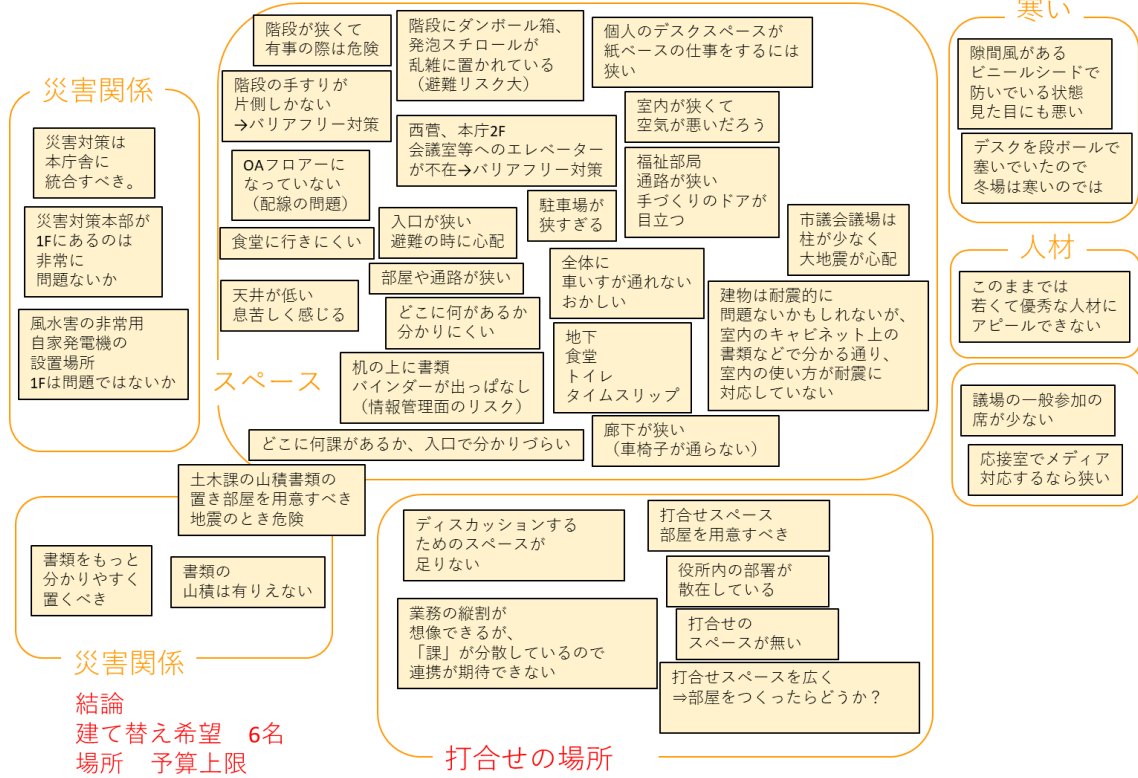 災害関係
災害対策は
本庁舎に
統合すべき。
災害対策本部が
1Fにあるのは
非常に
問題ないか
風水害の非常用
自家発電機の
設置場所
1Fは問題ではないか
スペース
階段が狭くて
有事の際は危険
階段にダンボール箱、
発泡スチロールが
乱雑に置かれている
（避難リスク大）
個人のデスクスペースが
紙ベースの仕事をするには
狭い
階段の手すりが
片側しかない
→バリアフリー対策
室内が狭くて
空気が悪いだろう
西菅、本庁2F
会議室等へのエレベーター
が不在→バリアフリー対策
OAフロアーに
なっていない
（配線の問題）
福祉部局
通路が狭い
手づくりのドアが
目立つ
駐車場が
狭すぎる
入口が狭い
避難の時に心配
食堂に行きにくい
市議会議場は
柱が少なく
大地震が心配
部屋や通路が狭い
全体に
車いすが通れない
おかしい
天井が低い
息苦しく感じる
どこに何があるか
分かりにくい
建物は耐震的に
問題ないかもしれないが、
室内のキャビネット上の
書類などで分かる通り、
室内の使い方が耐震に
対応していない
地下
食堂
トイレ
タイムスリップ
机の上に書類
バインダーが出っぱなし
（情報管理面のリスク）
廊下が狭い
（車椅子が通らない）
どこに何課があるか、入口で分かりづらい
寒い
隙間風がある
ビニールシードで
防いでいる状態
見た目にも悪い
デスクを段ボールで
塞いでいたので
冬場は寒いのでは
人材
このままでは
若くて優秀な人材に
アピールできない
議場の一般参加の
席が少ない
応接室でメディア
対応するなら狭い
土木課の山積書類の
置き部屋を用意すべき
地震のとき危険
書類をもっと
分かりやすく
置くべき
書類の
山積は有りえない
災害関係
結論
建て替え希望　6名
場所　予算上限
ディスカッションする
ためのスペースが
足りない
打合せスペース
部屋を用意すべき
役所内の部署が
散在している
業務の縦割が
想像できるが、
「課」が分散しているので
連携が期待できない
打合せの
スペースが無い
打合せスペースを広く
⇒部屋をつくったらどうか？
打合せの場所